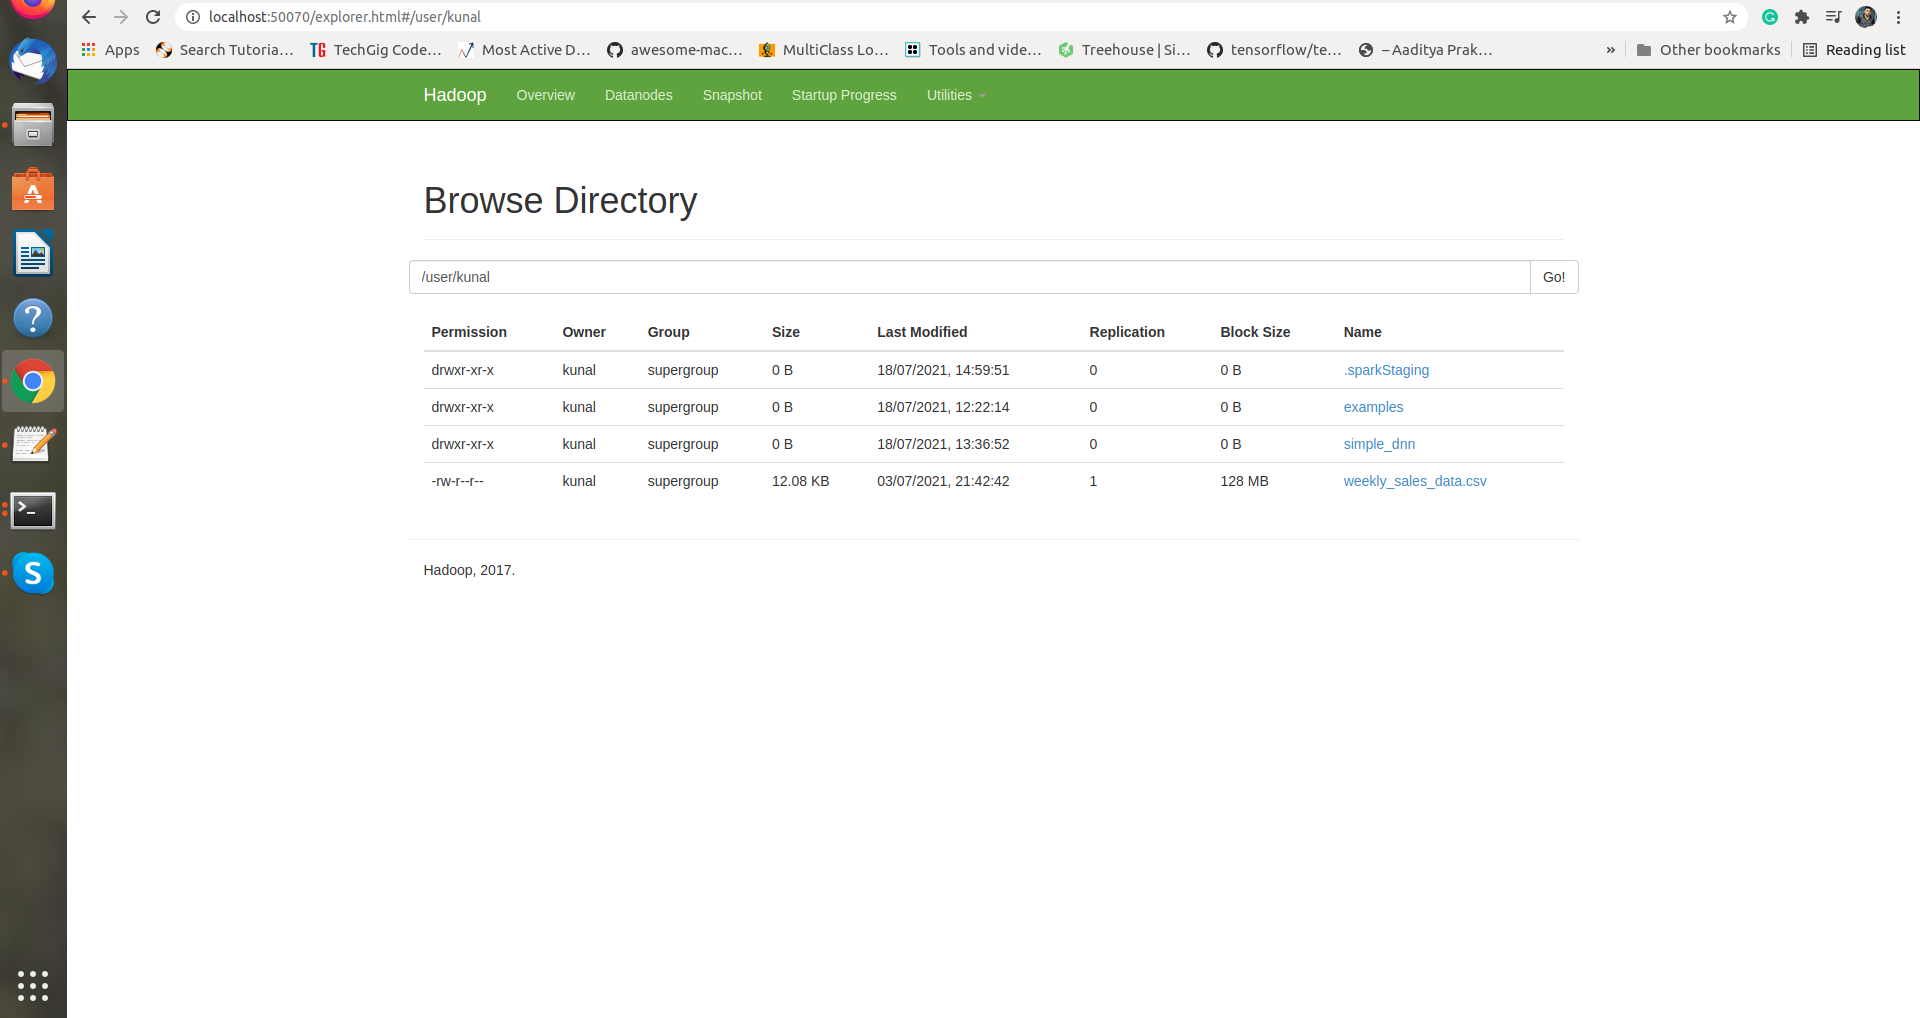 localhost:50070/explorer.html#/user/kunal
Apps Search Tutoria... TechGig Code... Most Active D... awesome-mac... MultiClass Lo... Tools and vide... Treehouse | Si... tensorflow/te... – Aaditya Prak... » Other bookmarks Reading list
Hadoop Overview Datanodes Snapshot Startup Progress Utilities
Browse Directory
/user/kunal Go!
Permission Owner Group Size Last Modified Replication Block Size Name
drwxr-xr-x kunal supergroup 0 B 18/07/2021, 14:59:51 0 0 B .sparkStaging
drwxr-xr-x kunal supergroup 0 B 18/07/2021, 12:22:14 0 0 B examples
drwxr-xr-x kunal supergroup 0 B 18/07/2021, 13:36:52 0 0 B simple_dnn
-rw-r--r-- kunal supergroup 12.08 KB 03/07/2021, 21:42:42 1 128 MB weekly_sales_data.csv
Hadoop, 2017.